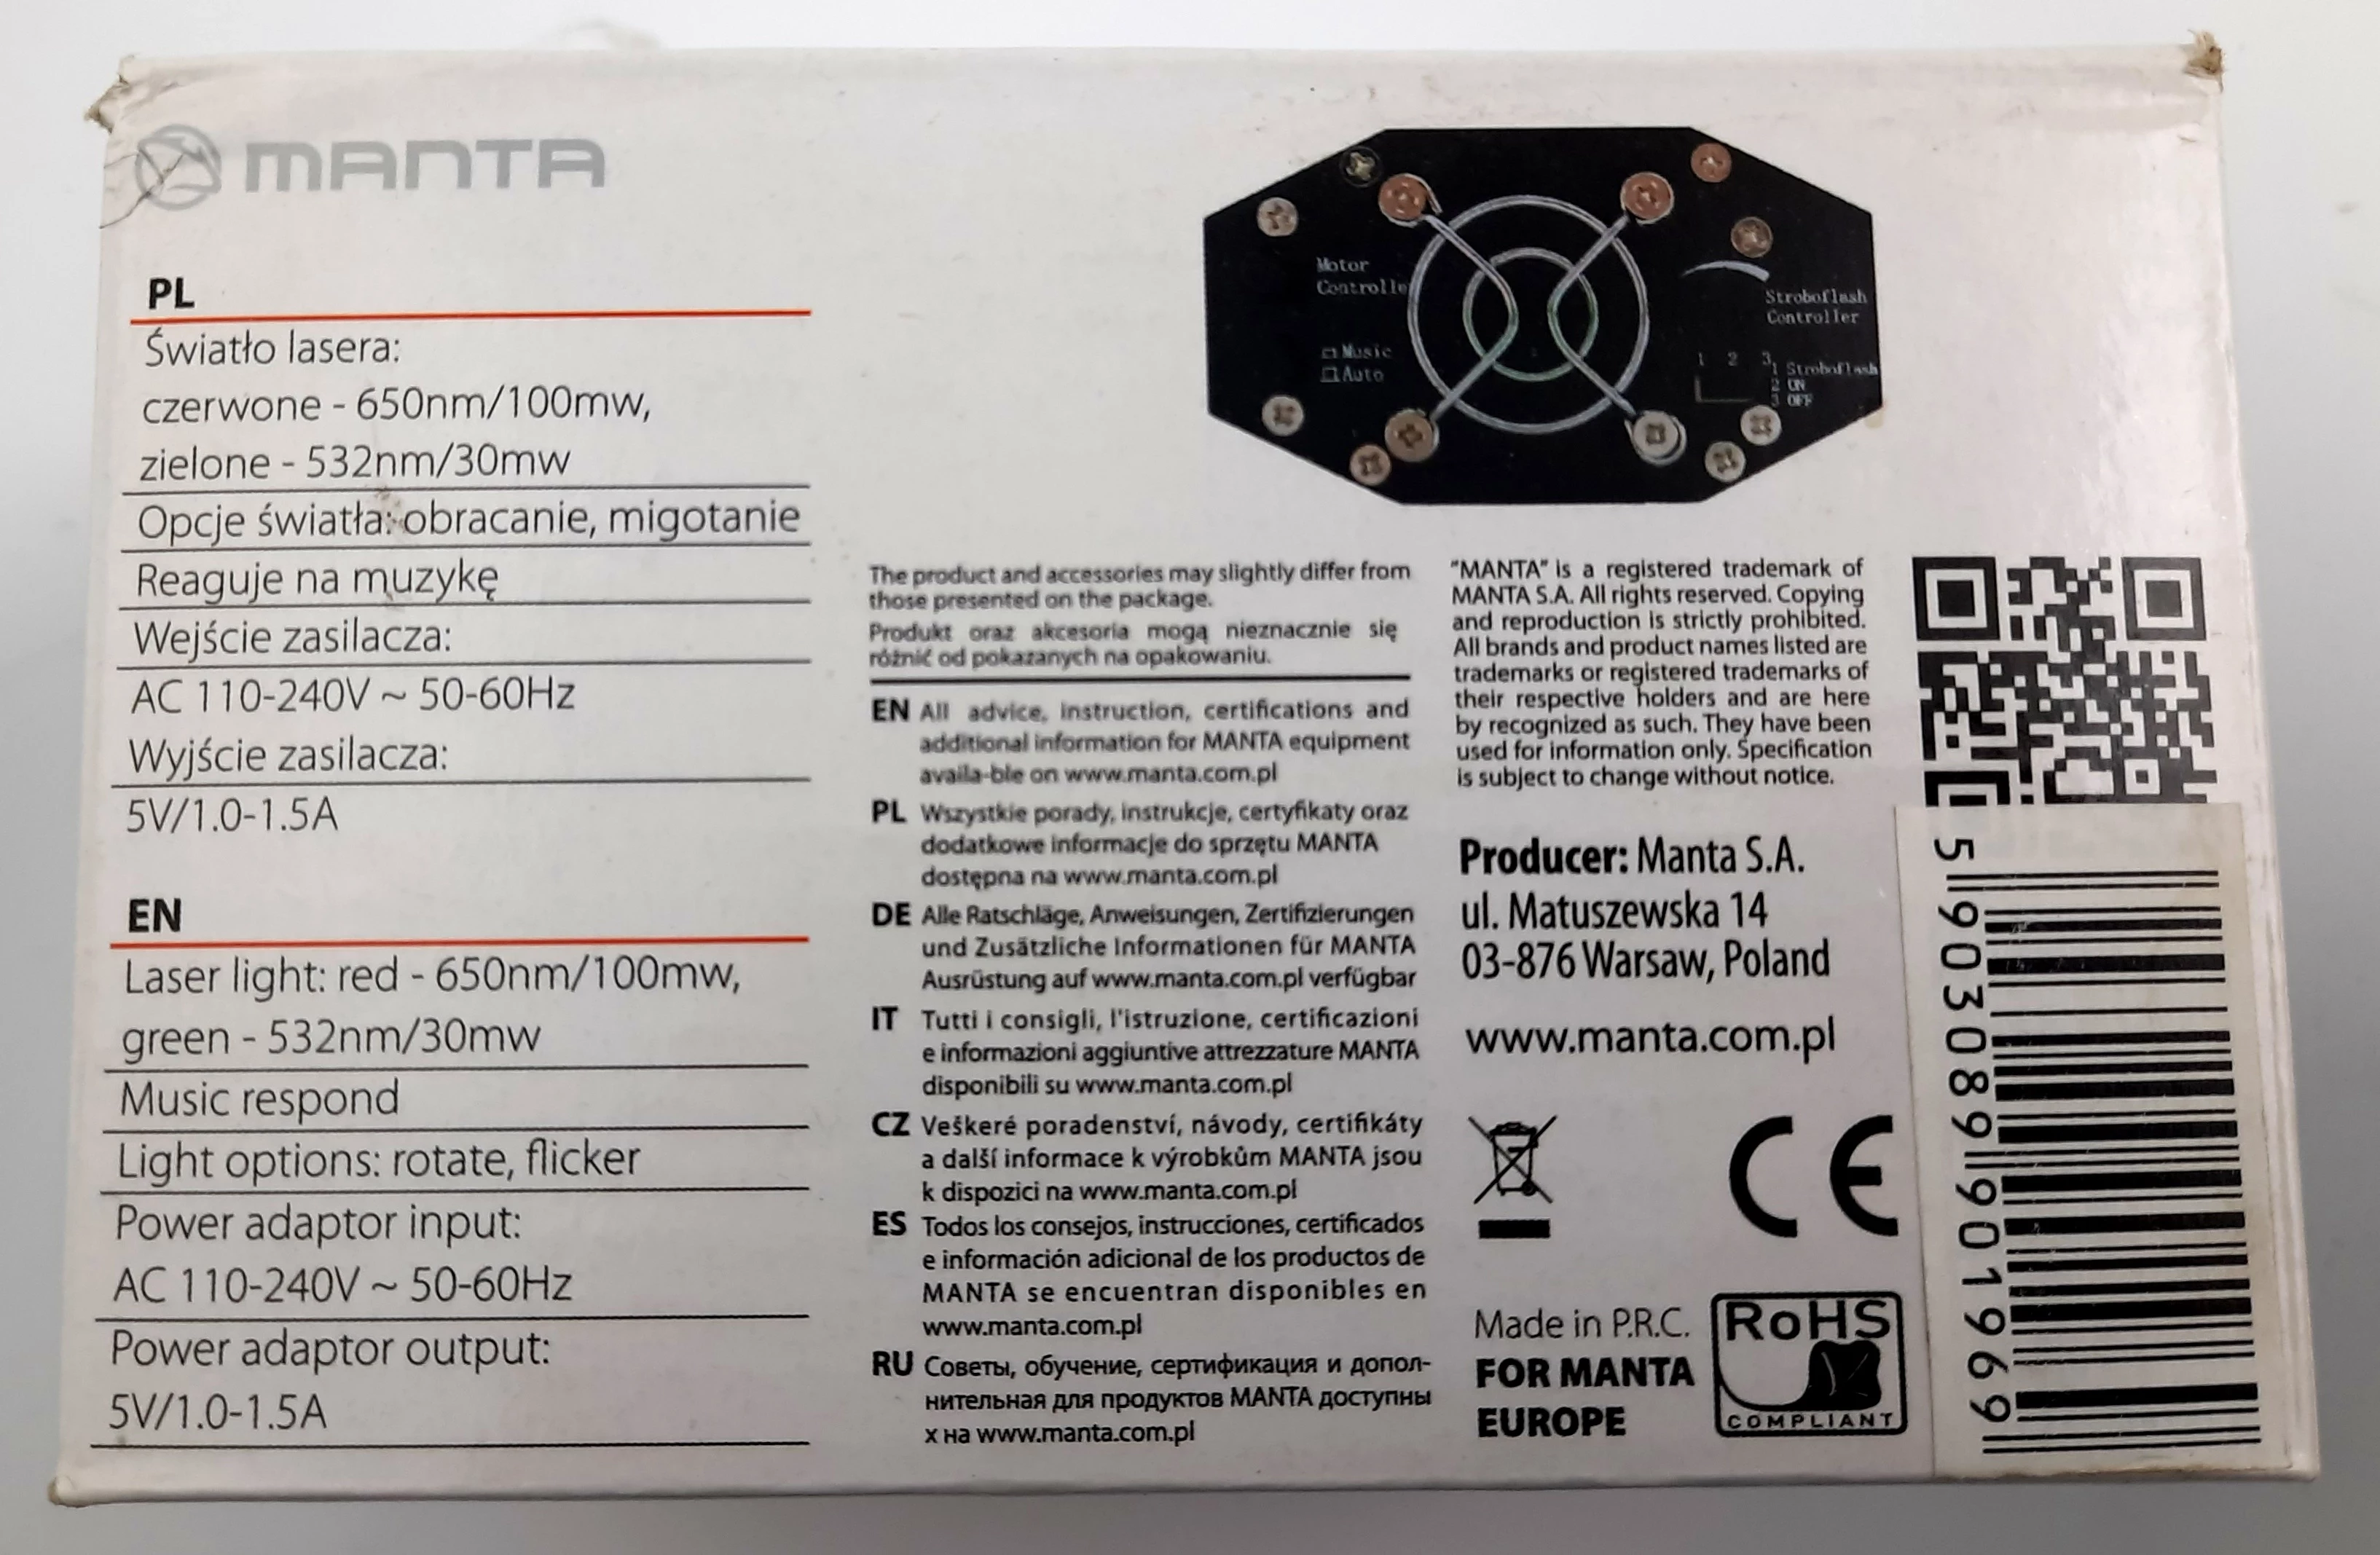 MANTA
PL
Światło lasera:
czerwone - 650nm/100mw,
zielone - 532nm/30mw
Opcje światła: obracanie, migotanie
Reaguje na muzykę
Wejście zasilacza:
AC 110-240V ~ 50-60Hz
Wyjście zasilacza:
5V/1.0-1.5A
EN
Laser light: red - 650nm/100mw,
green - 532nm/30mw
Music respond
Light options: rotate, flicker
Power adaptor input:
AC 110-240V ~ 50-60Hz
Power adaptor output:
5V/1.0-1.5A
Motor
Controlle
Music
Auto
Stroboflash
Controller
1 2 3
1 Stroboflash
2 ON
3 OFF
The product and accessories may slightly differ from
those presented on the package.
Produkt oraz akcesoria mogą nieznacznie się
różnić od pokazanych na opakowaniu.
EN All advice, instruction, certifications and
additional information for MANTA equipment
availa-ble on www.manta.com.pl
PL Wszystkie porady, instrukcje, certyfikaty oraz
dodatkowe informacje do sprzętu MANTA
dostępna na www.manta.com.pl
DE Alle Ratschläge, Anweisungen, Zertifizierungen
und Zusätzliche Informationen für MANTA
Ausrüstung auf www.manta.com.pl verfügbar
IT Tutti i consigli, l'istruzione, certificazioni
e informazioni aggiuntive attrezzature MANTA
disponibili su www.manta.com.pl
CZ Veškeré poradenství, návody, certifikáty
a další informace k výrobkům MANTA jsou
k dispozici na www.manta.com.pl
ES Todos los consejos, instrucciones, certificados
e información adicional de los productos de
MANTA se encuentran disponibles en
www.manta.com.pl
RU Советы, обучение, сертификация и допол-
нительная для продуктов MANTA доступны
х на www.manta.com.pl
"MANTA" is a registered trademark of
MANTA S.A. All rights reserved. Copying
and reproduction is strictly prohibited.
All brands and product names listed are
trademarks or registered trademarks of
their respective holders and are here
by recognized as such. They have been
used for information only. Specification
is subject to change without notice.
Producer: Manta S.A.
ul. Matuszewska 14
03-876 Warsaw, Poland
www.manta.com.pl
CE
Made in P.R.C.
FOR MANTA
EUROPE
RoHS
COMPLIANT
5 903089 901969